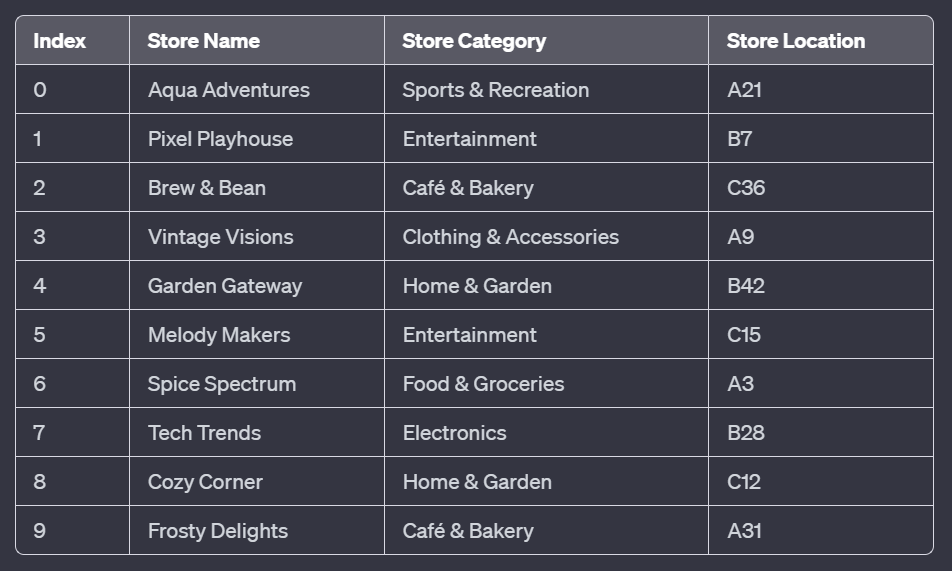 Index Store Name Store Category Store Location
0 Aqua Adventures Sports & Recreation A21
1 Pixel Playhouse Entertainment B7
2 Brew & Bean Café & Bakery C36
3 Vintage Visions Clothing & Accessories A9
4 Garden Gateway Home & Garden B42
5 Melody Makers Entertainment C15
6 Spice Spectrum Food & Groceries A3
7 Tech Trends Electronics B28
8 Cozy Corner Home & Garden C12
9 Frosty Delights Café & Bakery A31